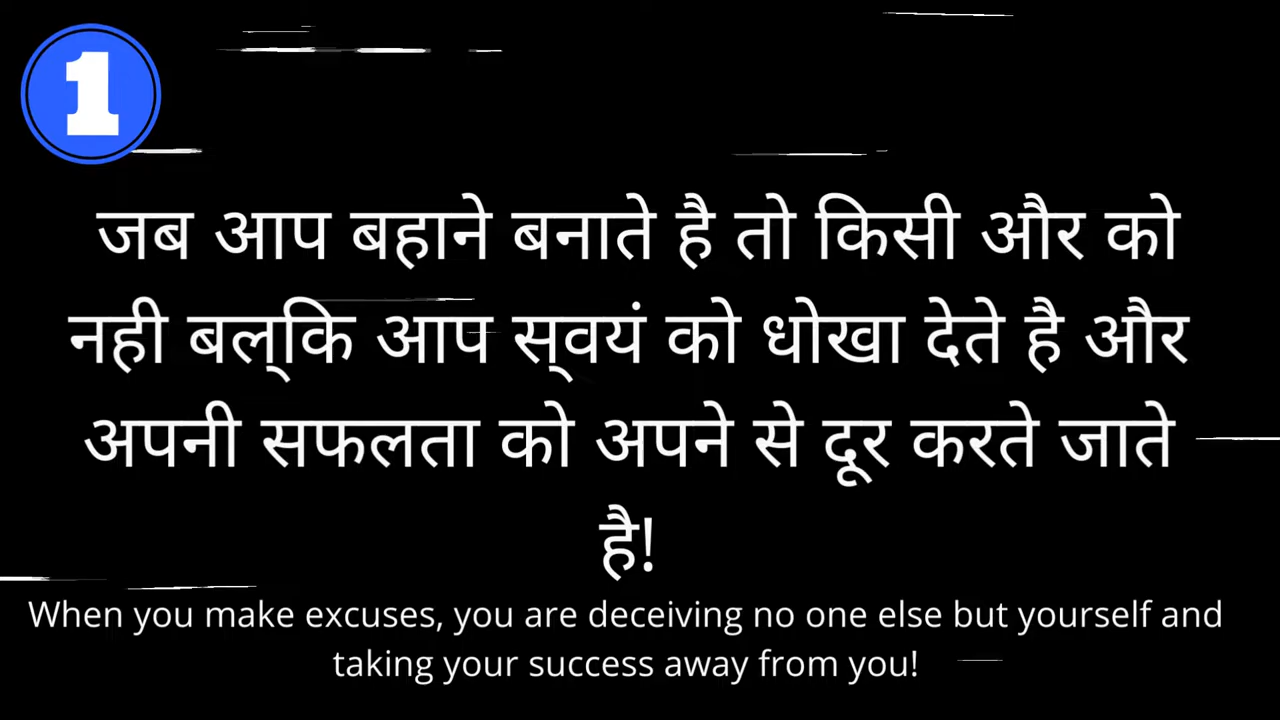 1
जब आप बहाने बनाते है तो किसी और को
नही बल्कि आप स्वयं को धोखा देते है और
अपनी सफलता को अपने से दूर करते जाते
है!
When you make excuses, you are deceiving no one else but yourself and
taking your success away from you!